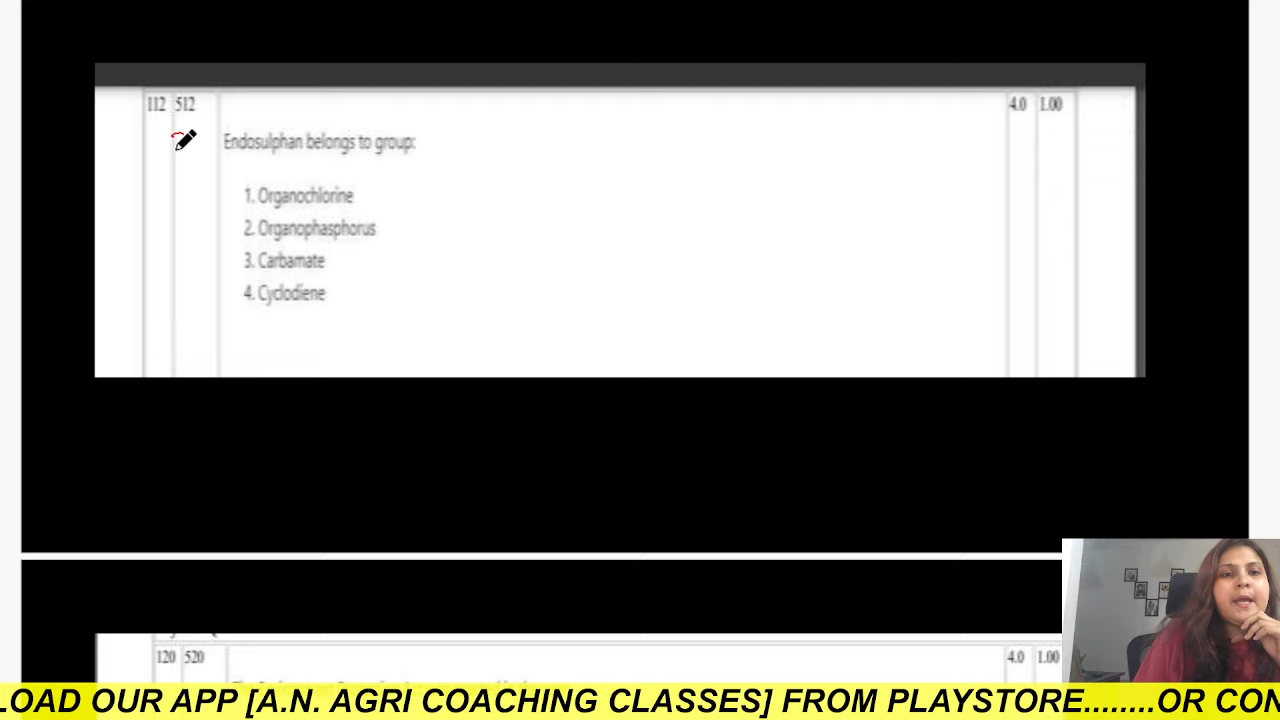 112 512 4.0 1.00
Endosulphan belongs to group:
1. Organochlorine
2. Organophasphorus
3. Carbamate
4. Cyclodiene
120 520 4.0 1.00
LOAD OUR APP [A.N. AGRI COACHING CLASSES] FROM PLAYSTORE........OR CON